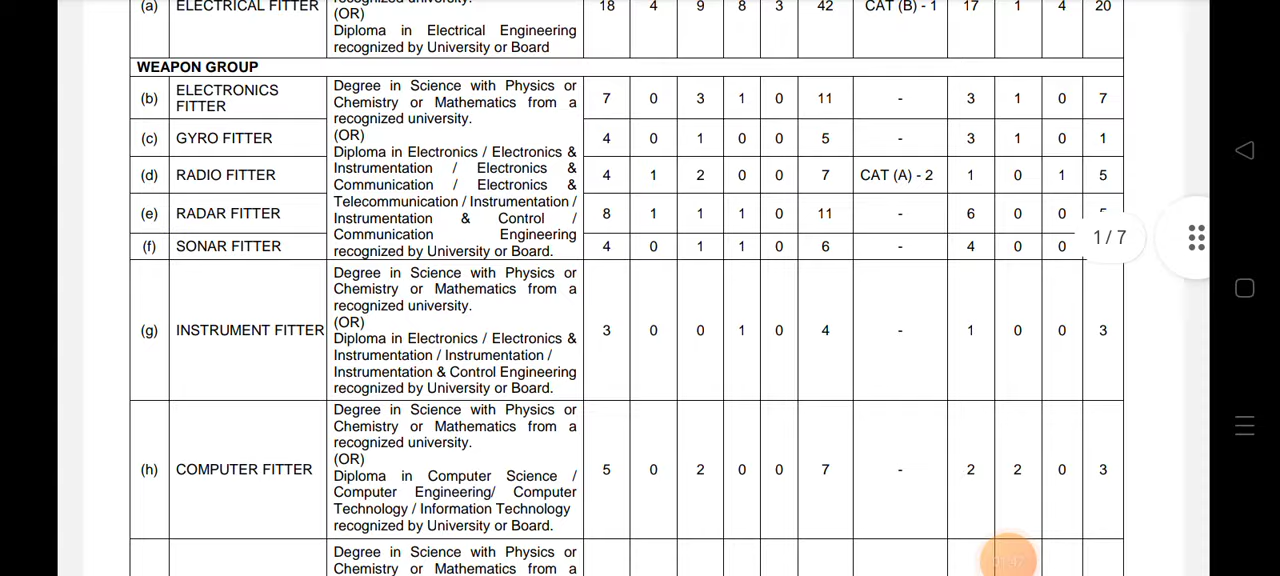 recognized university.
(a) ELECTRICAL FITTER 18 4 9 8 3 42 CAT (B) - 1 17 1 4 20
(OR)
Diploma in Electrical Engineering
recognized by University or Board
WEAPON GROUP
Degree in Science with Physics or
Chemistry or Mathematics from a
recognized university.
(OR)
Diploma in Electronics / Electronics &
Instrumentation / Electronics &
Communication / Electronics &
Telecommunication / Instrumentation /
Instrumentation & Control /
Communication Engineering
recognized by University or Board.
(b) ELECTRONICS
FITTER 7 0 3 1 0 11 - 3 1 0 7
(c) GYRO FITTER 4 0 1 0 0 5 - 3 1 0 1
(d) RADIO FITTER 4 1 2 0 0 7 CAT (A) - 2 1 0 1 5
(e) RADAR FITTER 8 1 1 1 0 11 - 6 0 0
(f) SONAR FITTER 4 0 1 1 0 6 - 4 0 0
1/7
Degree in Science with Physics or
Chemistry or Mathematics from a
recognized university.
(OR)
(g) INSTRUMENT FITTER 3 0 0 1 0 4 - 1 0 0 3
Diploma in Electronics / Electronics &
Instrumentation / Instrumentation /
Instrumentation & Control Engineering
recognized by University or Board.
Degree in Science with Physics or
Chemistry or Mathematics from a
recognized university.
(OR)
(h) COMPUTER FITTER 5 0 2 0 0 7 - 2 2 0 3
Diploma in Computer Science /
Computer Engineering/ Computer
Technology / Information Technology
recognized by University or Board.
Degree in Science with Physics or
Chemistry or Mathematics from a